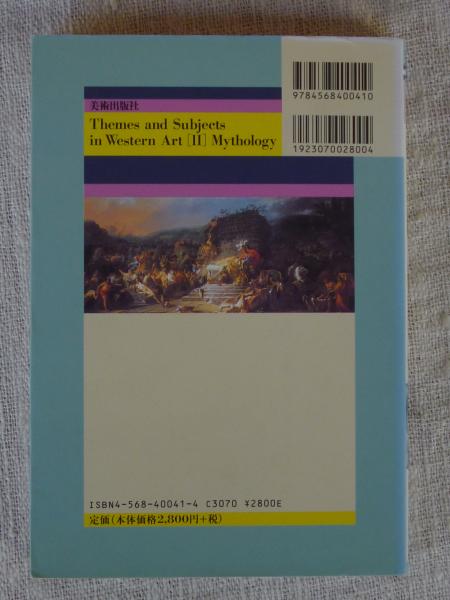 9784568400410
美術出版社
Themes and Subjects
in Western Art [II] Mythology
1923070028004
ISBN4-568-40041-4 C3070 ¥2800E
定価(本体価格2,800円+税)